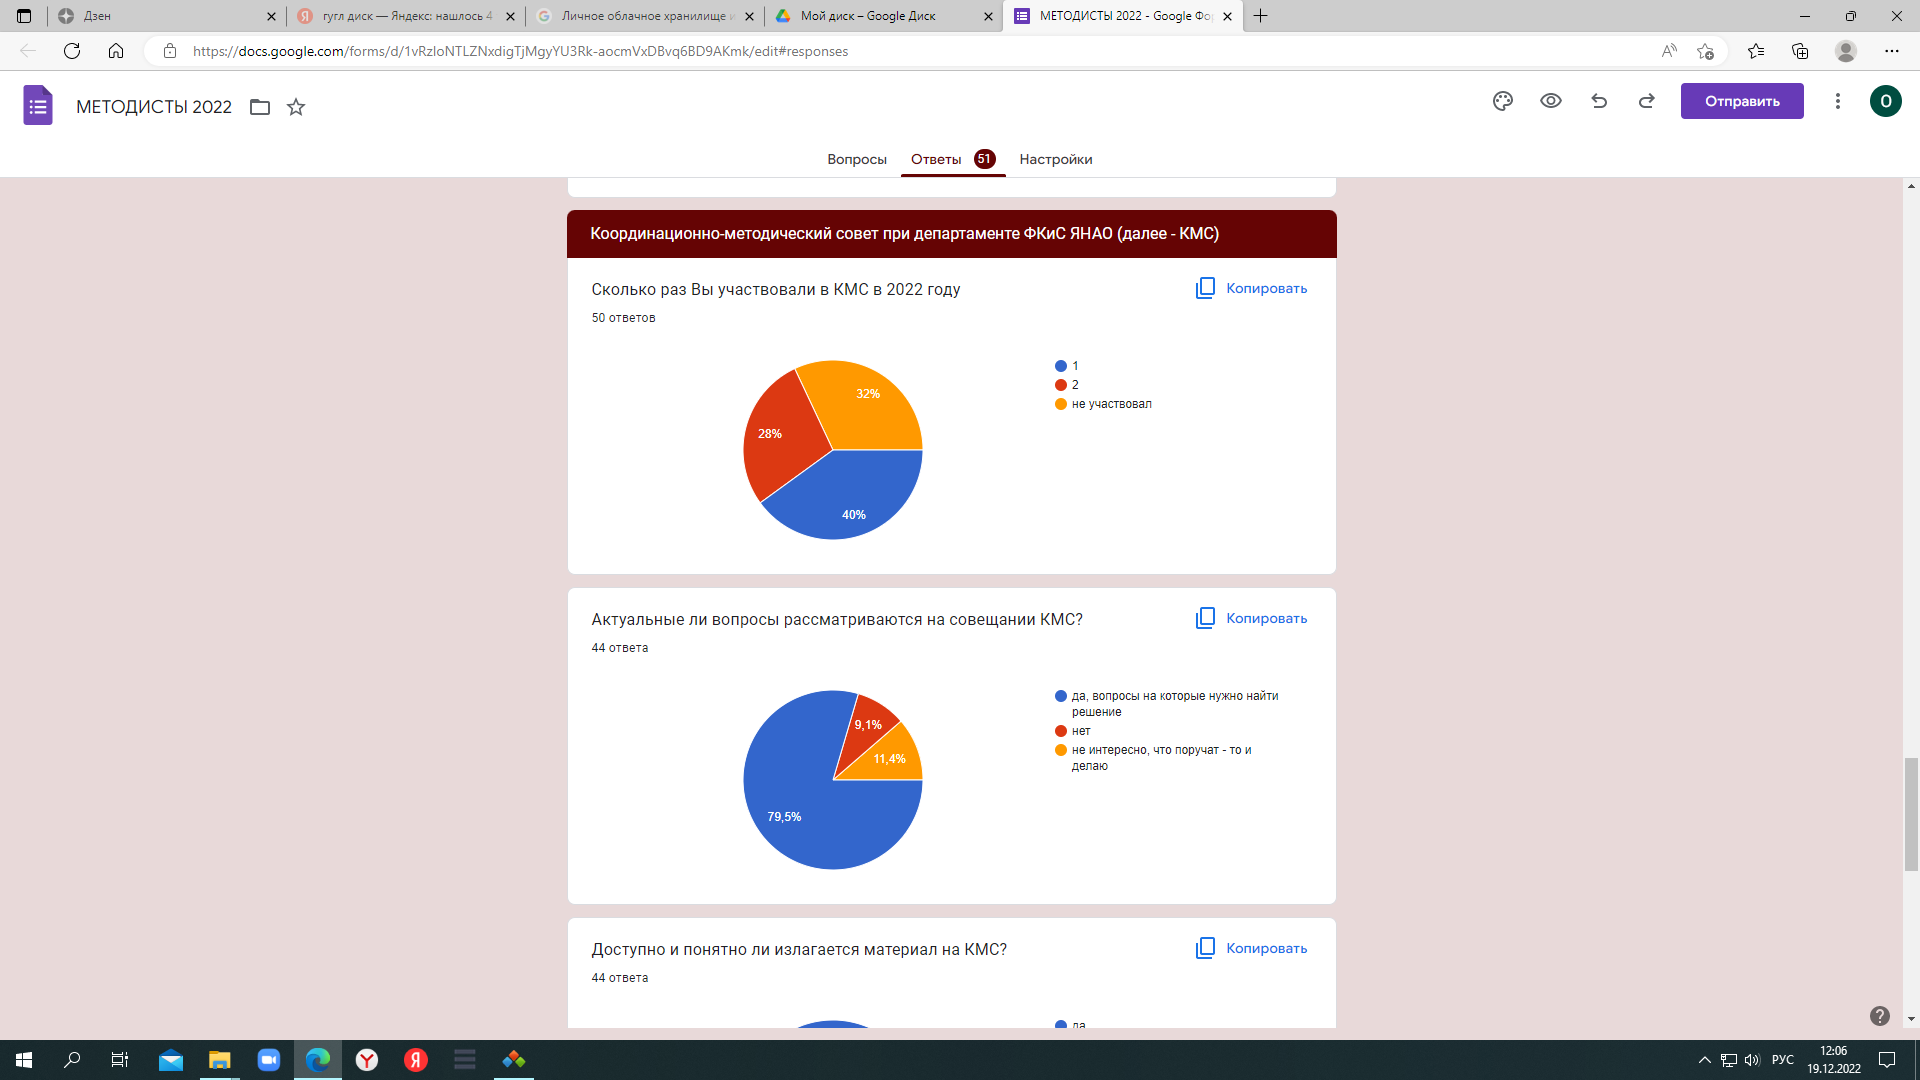 Дзен
гугл диск — Яндекс: нашлось 4
Личное облачное хранилище и
Мой диск – Google Диск
МЕТОДИСТЫ 2022 - Google Фо
https://docs.google.com/forms/d/1vRzIoNTLZNxdigTjMgyYU3Rk-aocmVxDBvq6BD9AKmk/edit#responses
МЕТОДИСТЫ 2022
Отправить
O
Вопросы
Ответы 51
Настройки
Координационно-методический совет при департаменте ФКиС ЯНАО (далее - КМС)
Сколько раз Вы участвовали в КМС в 2022 году
Копировать
50 ответов
1
2
не участвовал
32%
28%
40%
Актуальные ли вопросы рассматриваются на совещании КМС?
Копировать
44 ответа
да, вопросы на которые нужно найти
решение
нет
не интересно, что поручат - то и
делаю
9,1%
11,4%
79,5%
Доступно и понятно ли излагается материал на КМС?
Копировать
44 ответа
да
РУС
12:06
19.12.2022